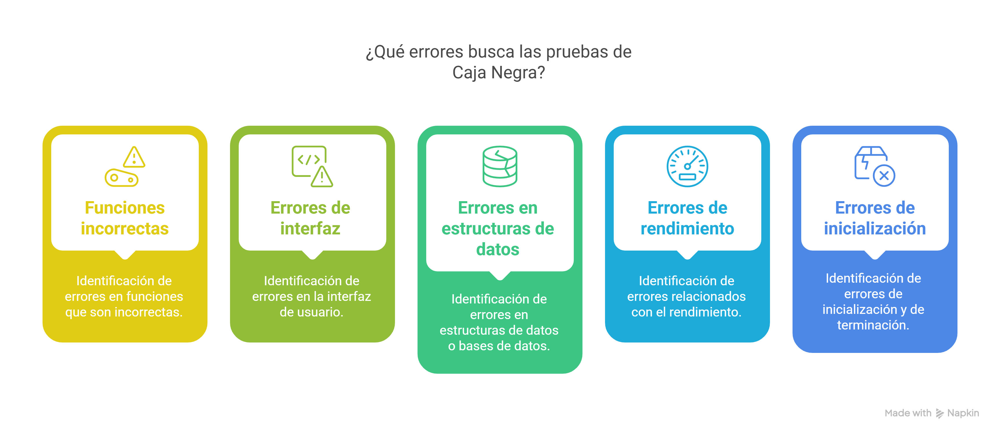 ¿Qué errores busca las pruebas de
Caja Negra?
Funciones
incorrectas
Identificación de
errores en funciones
que son incorrectas.
Errores de
interfaz
Identificación de
errores en la interfaz
de usuario.
Errores en
estructuras de
datos
Identificación de
errores en
estructuras de datos
o bases de datos.
Errores de
rendimiento
Identificación de
errores relacionados
con el rendimiento.
Errores de
inicialización
Identificación de
errores de
inicialización y de
terminación.
Made with Napkin